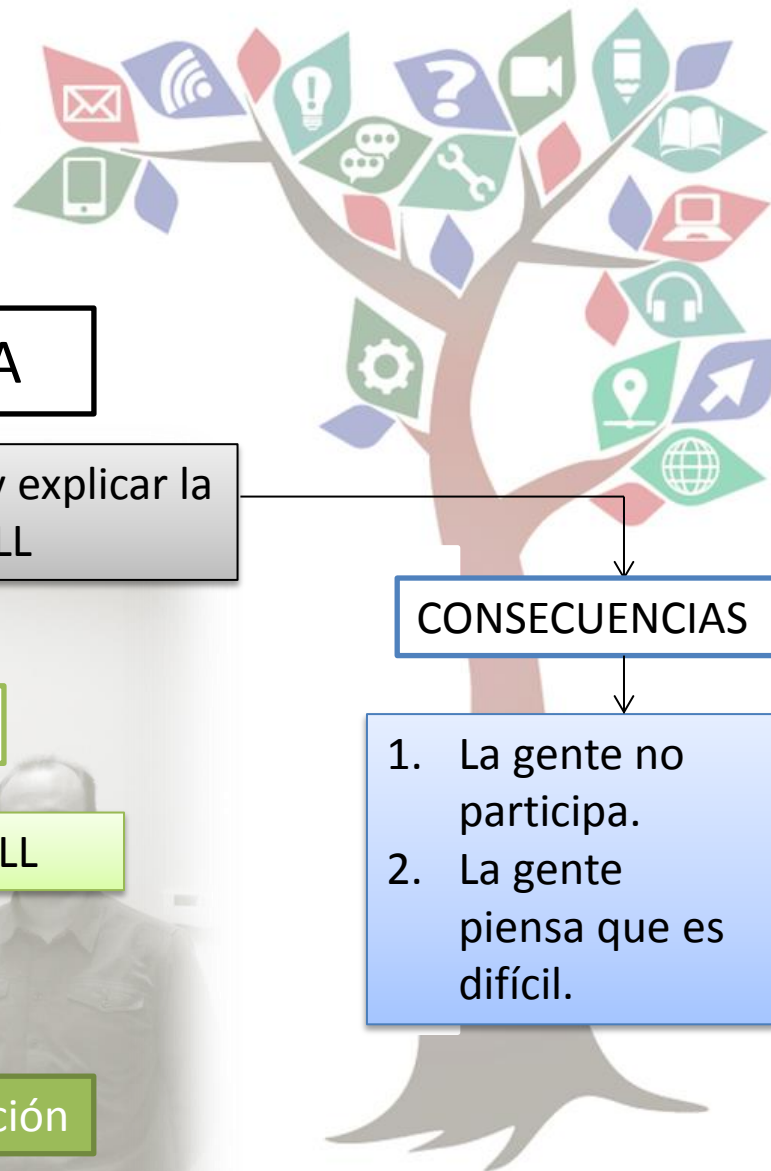 A
y explicar la
LL
CONSECUENCIAS
LL
1. La gente no
participa.
2. La gente
piensa que es
difícil.
ción